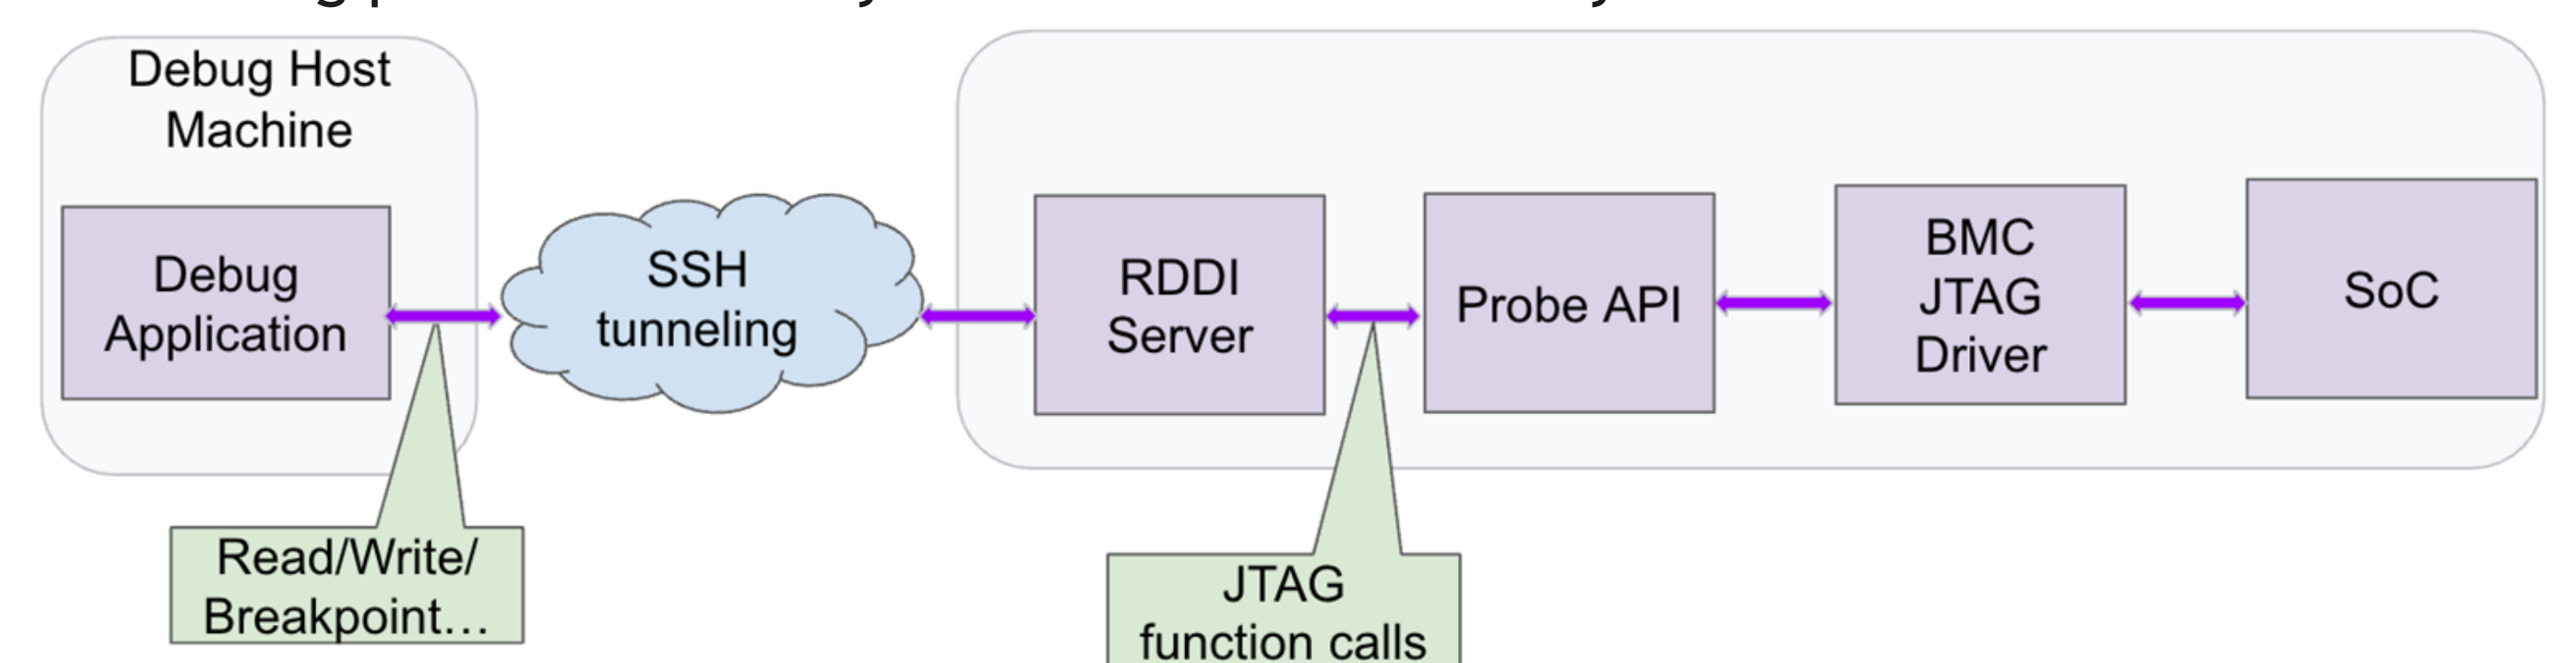 Debug Host
Machine
Debug
Application
SSH
tunneling
RDDI
Server
Probe API
BMC
JTAG
Driver
SoC
Read/Write/
Breakpoint…
JTAG
function calls